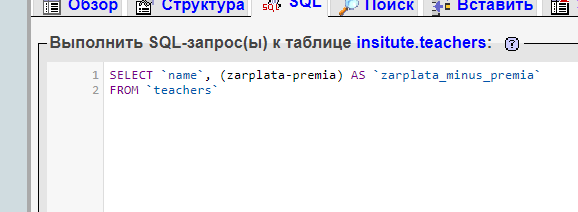 Обзор Структура SQL Поиск Вставить
Выполнить SQL-запрос(ы) к таблице insitute.teachers:
1 SELECT `name`, (zarplata-premia) AS `zarplata_minus_premia`
2 FROM `teachers`